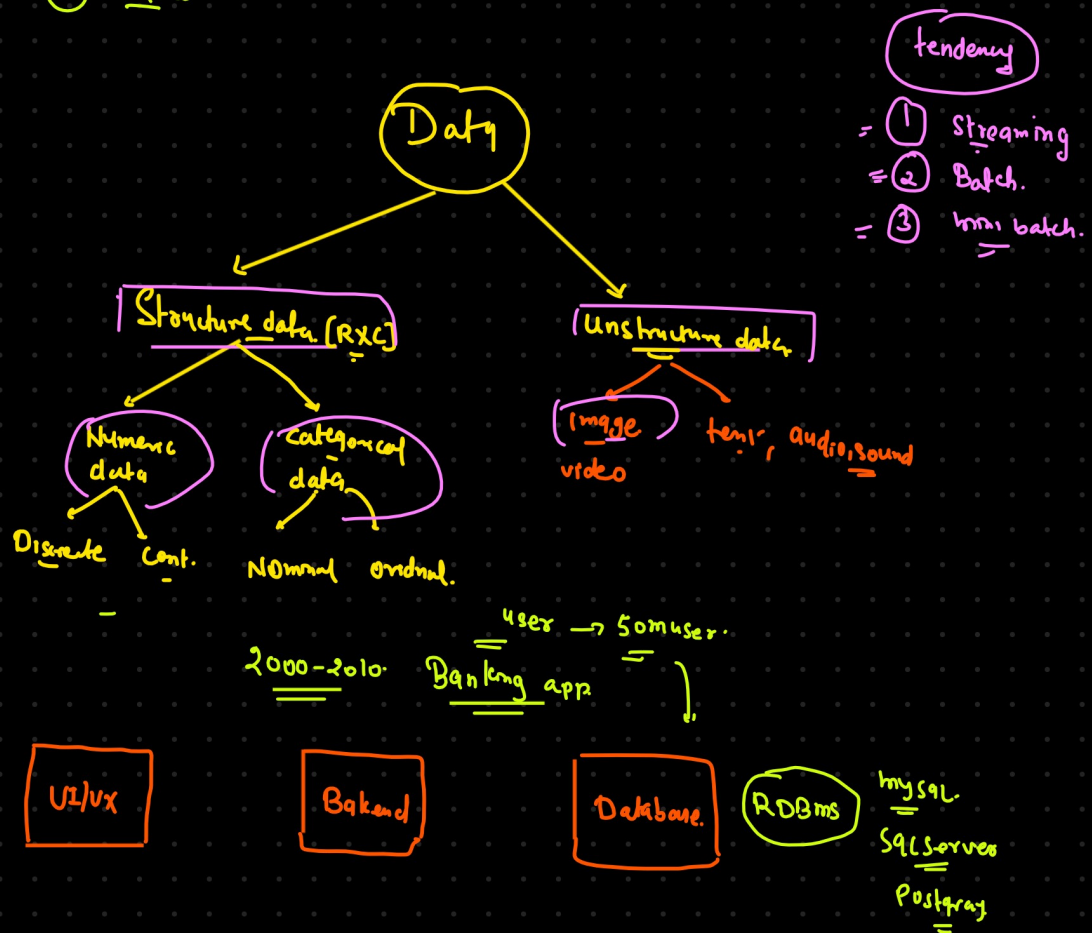 tendency
= 1 Streaming
= 2 Batch.
= 3 mini batch.
Data
Structure data [RXC]
Unstructure data
Numeric
data
categorical
data
image
video
text, audio, sound
Discrete
Cont.
Nominal
ordinal.
user → 50m user.
2000-2010.
Banking app
UI/UX
Bakend
Database.
RDBms
mysql.
SQLServer